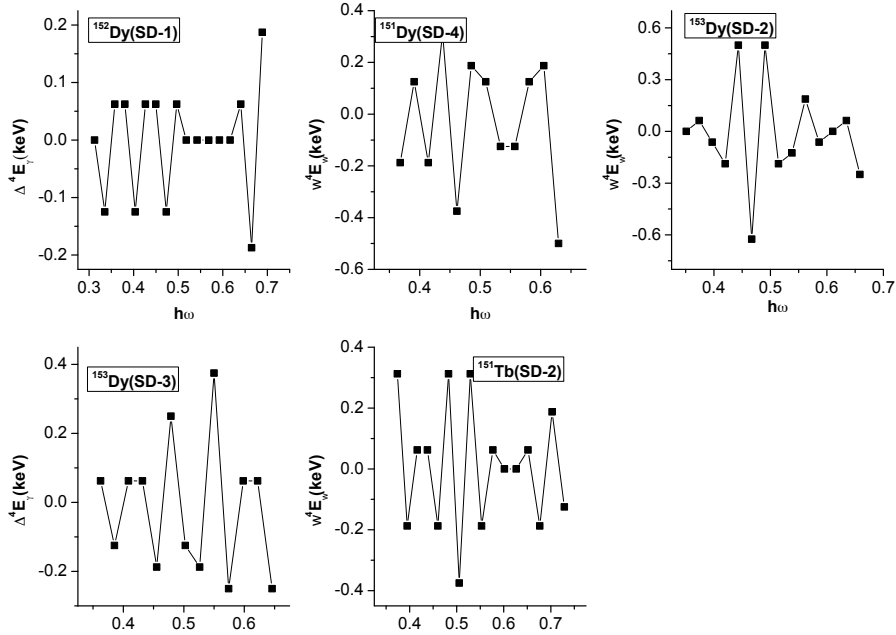 ¹⁵²Dy(SD-1)
Δ⁴Eᵧ(keV)
0.2
0.1
0.0
-0.1
-0.2
0.3 0.4 0.5 0.6 0.7
hω
¹⁵¹Dy(SD-4)
W⁴E_w(keV)
0.2
0.0
-0.2
-0.4
-0.6
0.4 0.5 0.6
hω
¹⁵³Dy(SD-2)
W⁴E_w(keV)
0.6
0.3
0.0
-0.3
-0.6
0.4 0.5 0.6 0.7
hω
¹⁵³Dy(SD-3)
Δ⁴Eᵧ(keV)
0.4
0.2
0.0
-0.2
0.4 0.5 0.6
¹⁵¹Tb(SD-2)
W⁴E_w(keV)
0.4
0.2
0.0
-0.2
-0.4
0.4 0.5 0.6 0.7